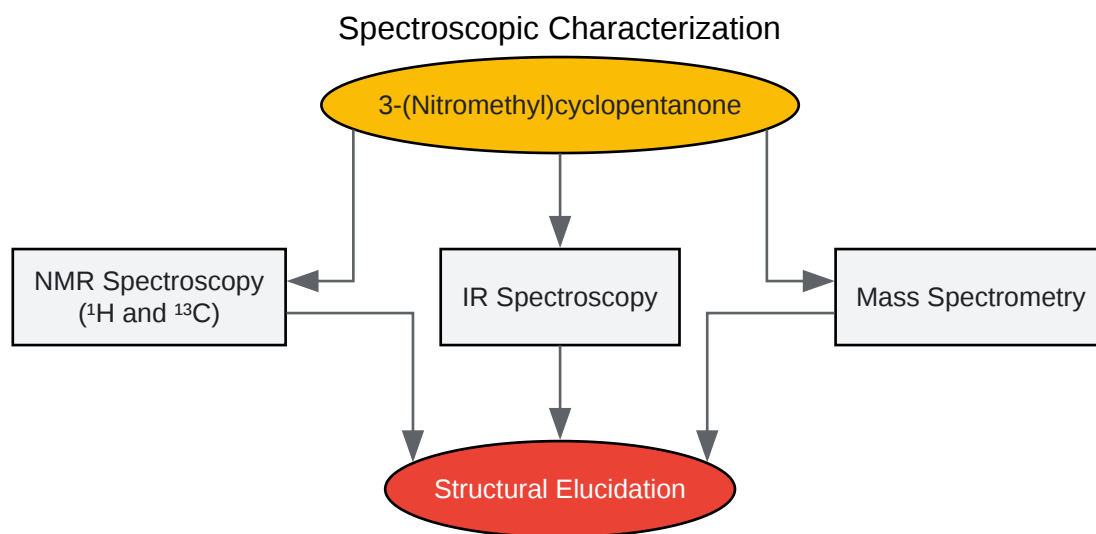 Spectroscopic Characterization
3-(Nitromethyl)cyclopentanone
NMR Spectroscopy
(¹H and ¹³C)
IR Spectroscopy
Mass Spectrometry
Structural Elucidation